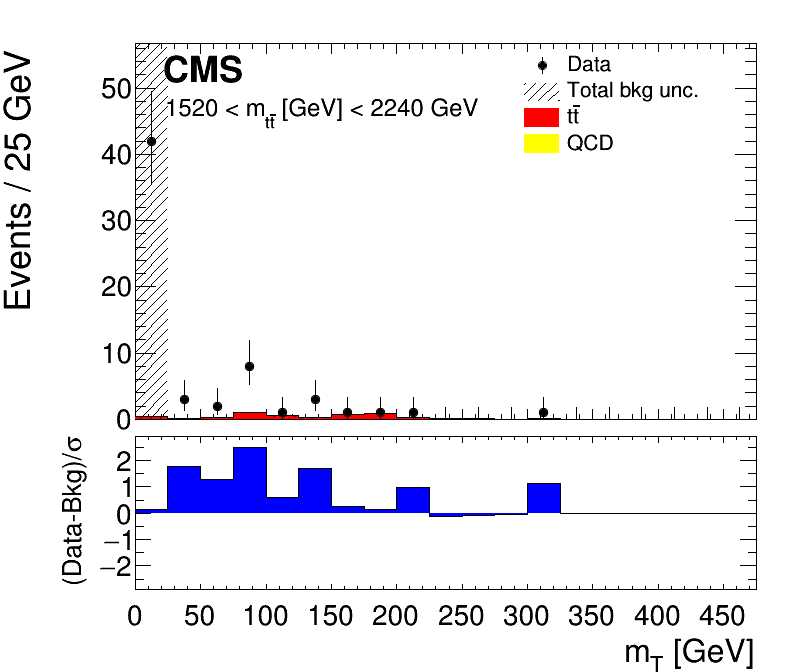 CMS
1520 < m_tt̄ [GeV] < 2240 GeV
Data
Total bkg unc.
tt̄
QCD
Events / 25 GeV
50
40
30
20
10
0
(Data-Bkg)/σ
2
1
0
−1
−2
0 50 100 150 200 250 300 350 400 450
m_T [GeV]